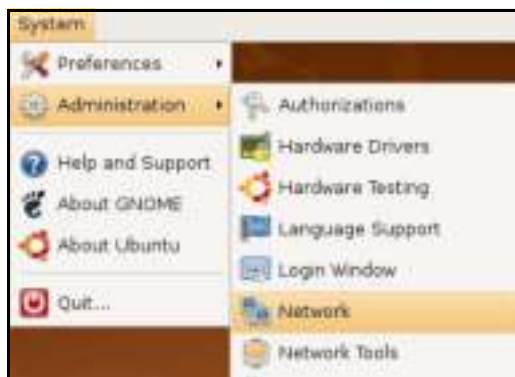 System
Preferences
Administration
Help and Support
About GNOME
About Ubuntu
Quit...
Authorizations
Hardware Drivers
Hardware Testing
Language Support
Login Window
Network
Network Tools